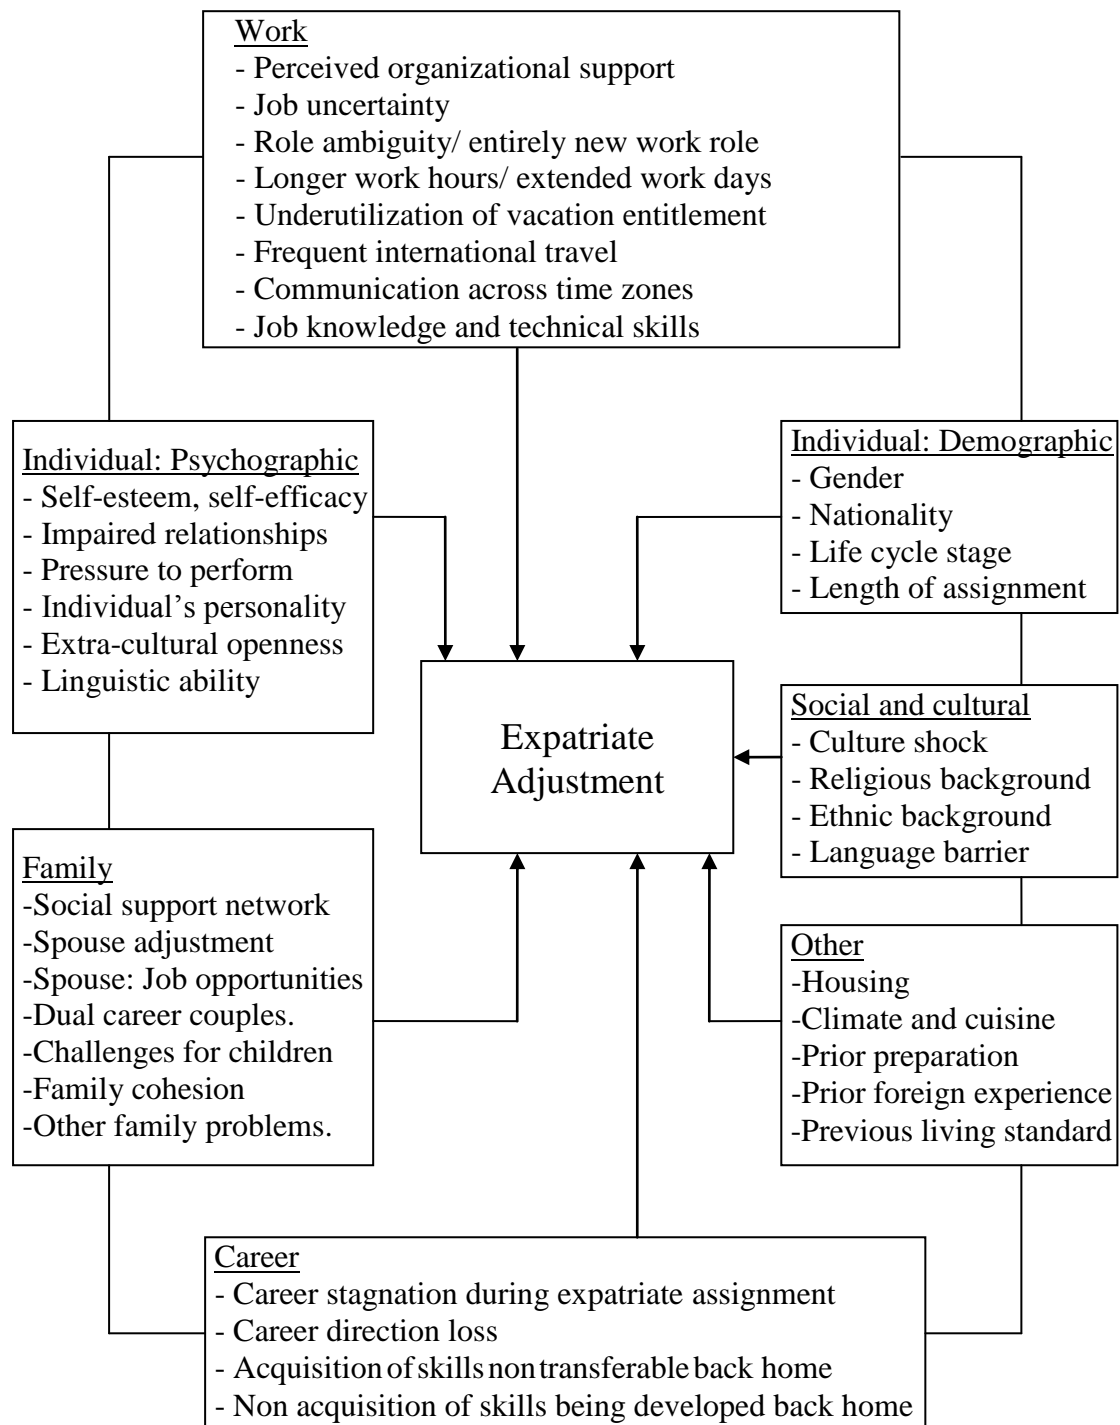 Work
- Perceived organizational support
- Job uncertainty
- Role ambiguity/ entirely new work role
- Longer work hours/ extended work days
- Underutilization of vacation entitlement
- Frequent international travel
- Communication across time zones
- Job knowledge and technical skills
Individual: Psychographic
- Self-esteem, self-efficacy
- Impaired relationships
- Pressure to perform
- Individual’s personality
- Extra-cultural openness
- Linguistic ability
Individual: Demographic
- Gender
- Nationality
- Life cycle stage
- Length of assignment
Expatriate
Adjustment
Social and cultural
- Culture shock
- Religious background
- Ethnic background
- Language barrier
Family
-Social support network
-Spouse adjustment
-Spouse: Job opportunities
-Dual career couples.
-Challenges for children
-Family cohesion
-Other family problems.
Other
-Housing
-Climate and cuisine
-Prior preparation
-Prior foreign experience
-Previous living standard
Career
- Career stagnation during expatriate assignment
- Career direction loss
- Acquisition of skills non transferable back home
- Non acquisition of skills being developed back home